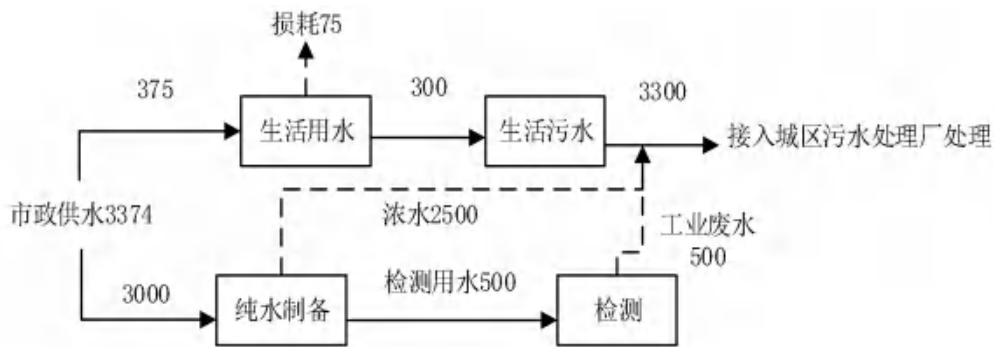 损耗75
375
300
3300
生活用水
生活污水
接入城区污水处理厂处理
市政供水3374
浓水2500
工业废水
500
3000
检测用水500
纯水制备
检测